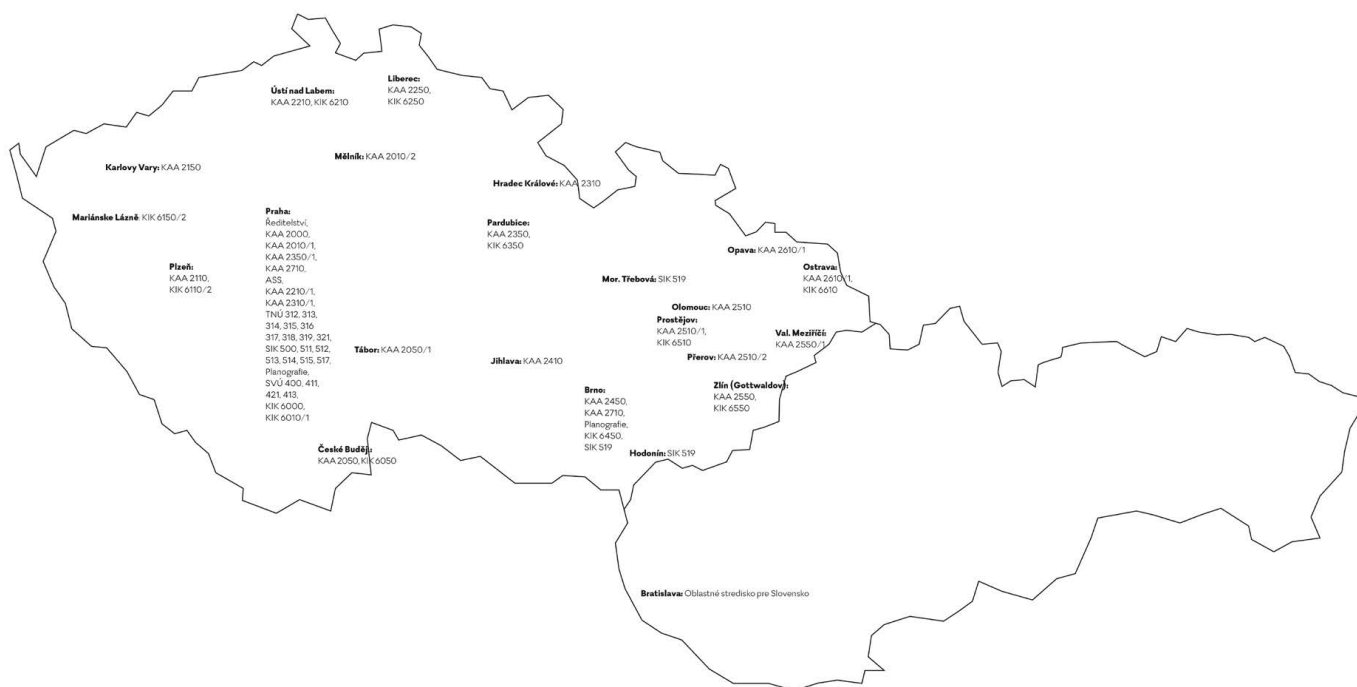 Ústí nad Labem:
KAA 2210, KIK 6210
Liberec:
KAA 2250,
KIK 6250
Mělník: KAA 2010/2
Karlovy Vary: KAA 2150
Hradec Králové: KAA 2310
Mariánske Lázně: KIK 6150/2
Praha:
Ředitelství,
KAA 2000,
KAA 2010/1,
KAA 2350/1,
KAA 2710,
ASS,
KAA 2210/1,
KAA 2310/1,
TNÚ 312, 313,
314, 315, 316
317, 318, 319, 321,
SIK 500, 511, 512,
513, 514, 515, 517,
Planografie,
SVÚ 400, 411,
421, 413,
KIK 6000,
KIK 6010/1
Pardubice:
KAA 2350,
KIK 6350
Plzeň:
KAA 2110,
KIK 6110/2
Opava: KAA 2610/1
Ostrava:
KAA 2610/1,
KIK 6610
Mor. Třebová: SIK 519
Olomouc: KAA 2510
Prostějov:
KAA 2510/1,
KIK 6510
Val. Meziříčí:
KAA 2550/1
Přerov: KAA 2510/2
Tábor: KAA 2050/1
Jihlava: KAA 2410
Zlín (Gottwaldov):
KAA 2550,
KIK 6550
Brno:
KAA 2450,
KAA 2710,
Planografie,
KIK 6450,
SIK 519
Hodonín: SIK 519
České Buděj.:
KAA 2050, KIK 6050
Bratislava: Oblastné stredisko pre Slovensko